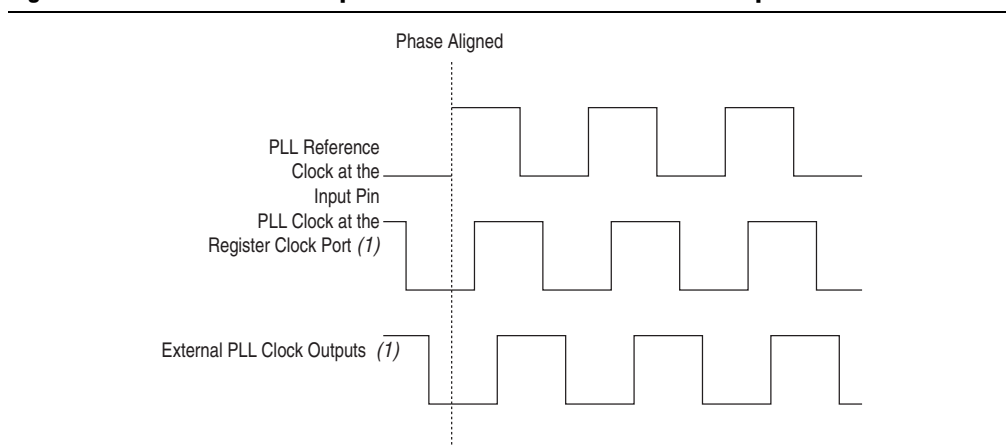 Phase Aligned
PLL Reference
Clock at the
Input Pin
PLL Clock at the
Register Clock Port (1)
External PLL Clock Outputs (1)